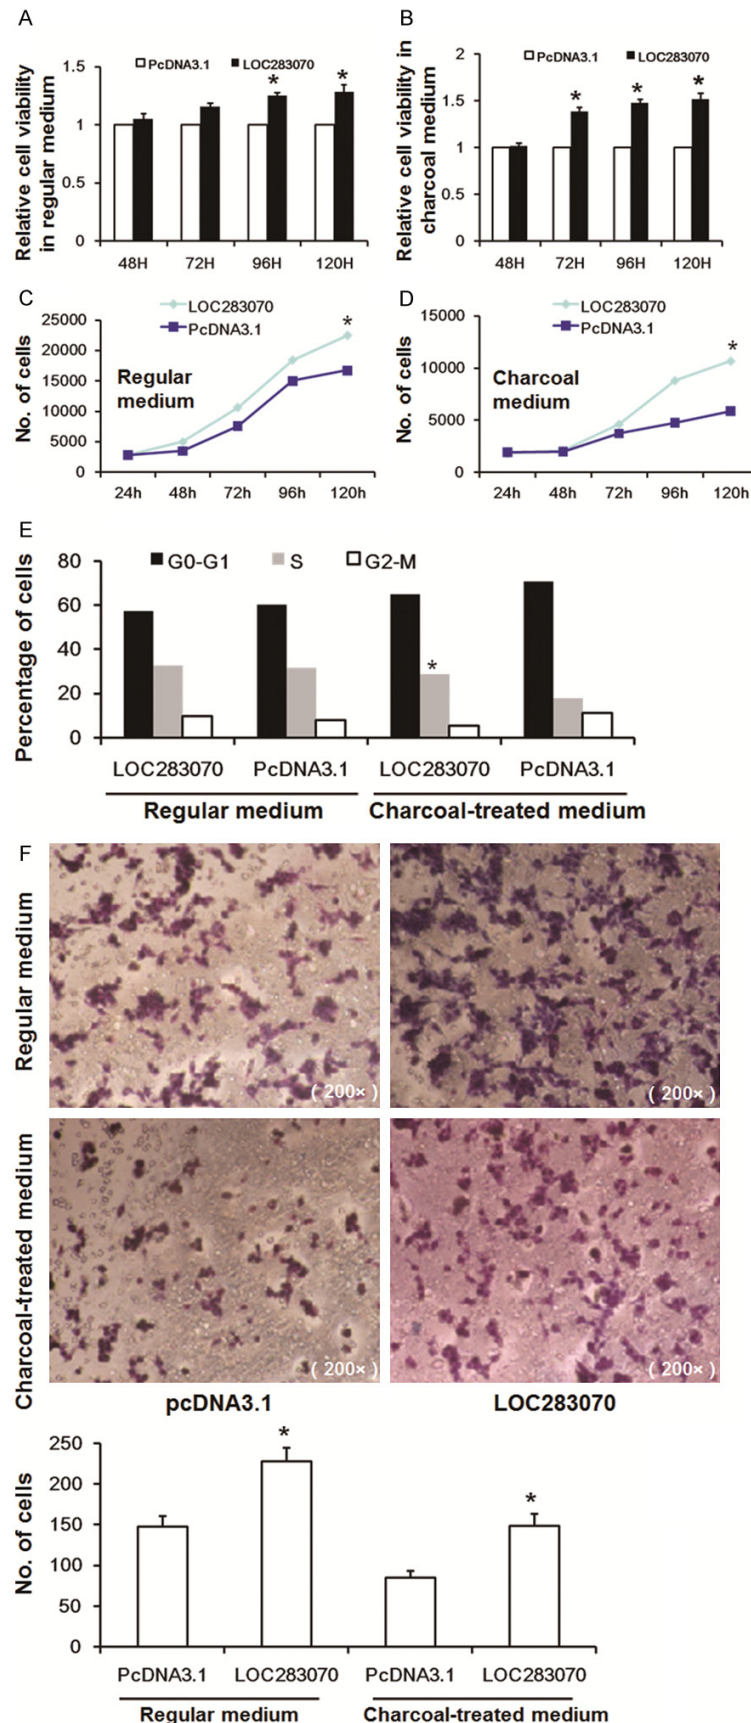 A
Relative cell viability
in regular medium
PcDNA3.1 LOC283070
1.5
1
0.5
0
* *
48H 72H 96H 120H
B
Relative cell viability in
charcoal medium
PcDNA3.1 LOC283070
2
1.5
1
0.5
0
* * *
48H 72H 96H 120H
C
No. of cells
LOC283070
PcDNA3.1
Regular
medium
25000
20000
15000
10000
5000
0
*
24h 48h 72h 96h 120h
D
No. of cells
LOC283070
PcDNA3.1
Charcoal
medium
15000
10000
5000
0
*
24h 48h 72h 96h 120h
E
Percentage of cells
G0-G1 S G2-M
80
60
40
20
0
*
LOC283070 PcDNA3.1 LOC283070 PcDNA3.1
Regular medium Charcoal-treated medium
F
Regular medium
( 200× ) ( 200× )
Charcoal-treated medium
( 200× ) ( 200× )
pcDNA3.1 LOC283070
No. of cells
250
200
150
100
50
0
* *
PcDNA3.1 LOC283070 PcDNA3.1 LOC283070
Regular medium Charcoal-treated medium